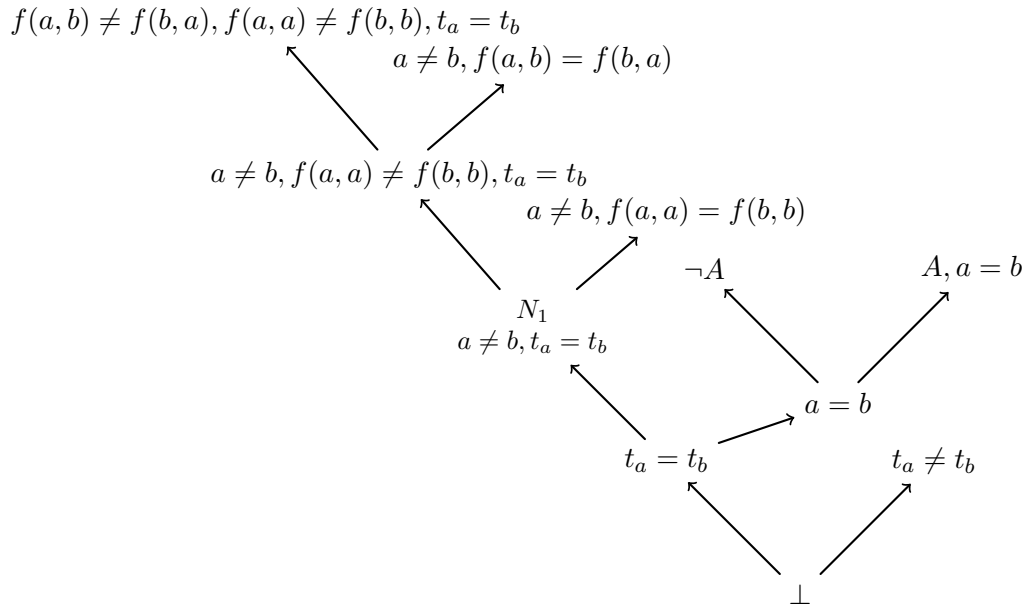 f(a, b) ≠ f(b, a), f(a, a) ≠ f(b, b), t_a = t_b
a ≠ b, f(a, b) = f(b, a)
a ≠ b, f(a, a) ≠ f(b, b), t_a = t_b
a ≠ b, f(a, a) = f(b, b)
¬A
A, a = b
N_1
a ≠ b, t_a = t_b
a = b
t_a = t_b
t_a ≠ t_b
⊥